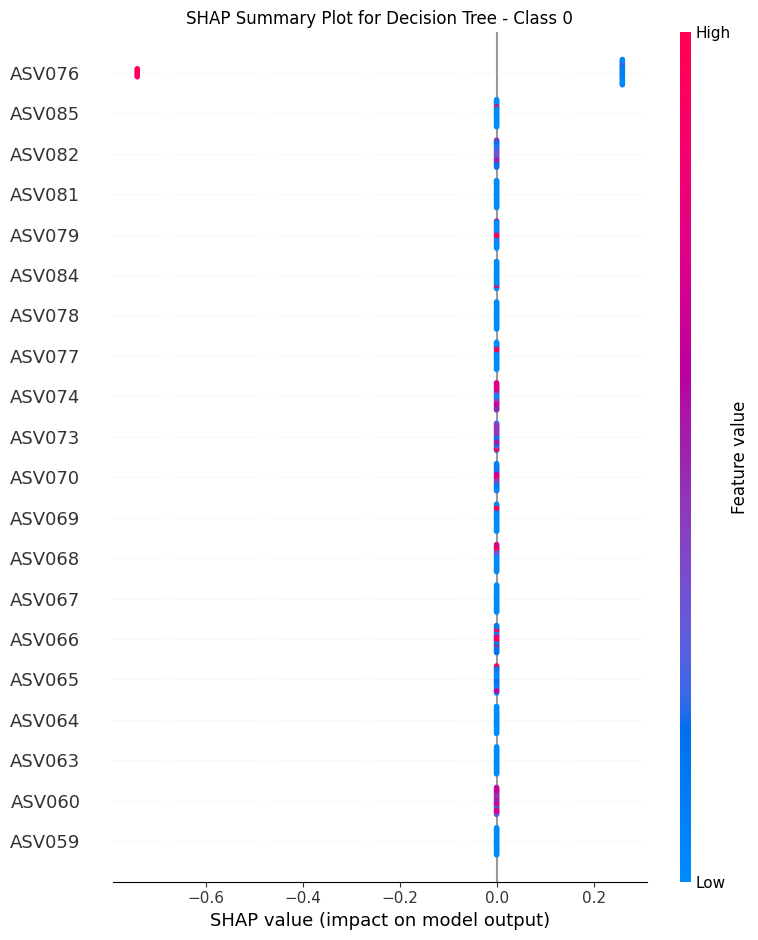 SHAP Summary Plot for Decision Tree - Class 0
High
ASV076
ASV085
ASV082
ASV081
ASV079
ASV084
ASV078
ASV077
ASV074
ASV073
ASV070
ASV069
ASV068
ASV067
ASV066
ASV065
ASV064
ASV063
ASV060
ASV059
Feature value
Low
−0.6 −0.4 −0.2 0.0 0.2
SHAP value (impact on model output)